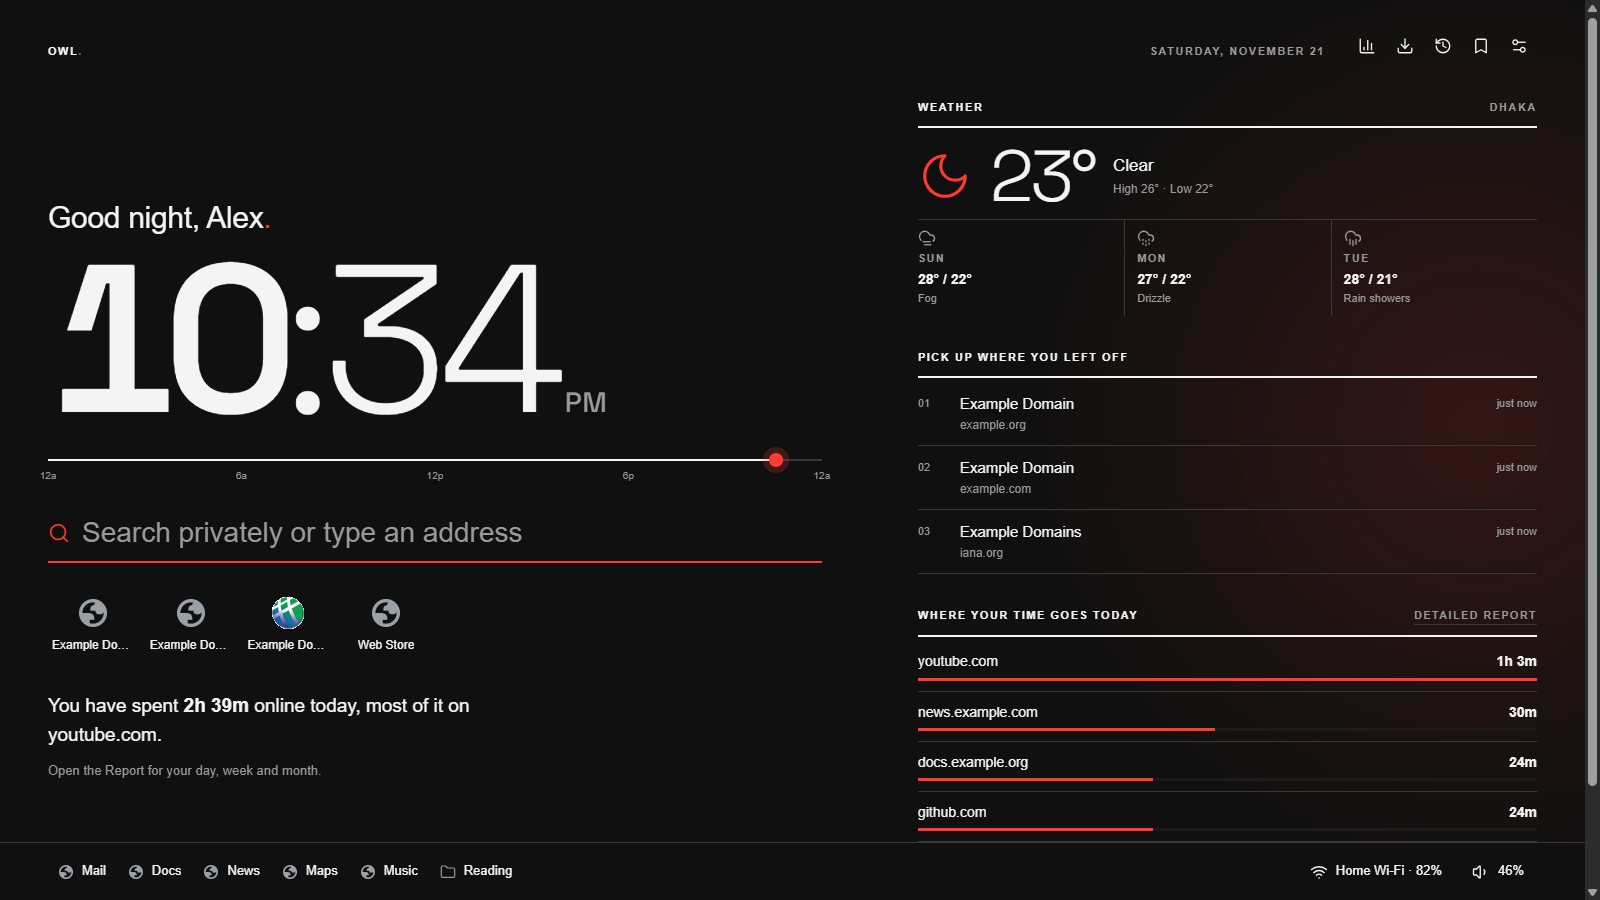 OWL.
SATURDAY, NOVEMBER 21
Good night, Alex.
10:34 PM
12a 6a 12p 6p 12a
Search privately or type an address
Example Do... Example Do... Example Do... Web Store
You have spent 2h 39m online today, most of it on
youtube.com.
Open the Report for your day, week and month.
WEATHER DHAKA
23° Clear
High 26° · Low 22°
SUN MON TUE
28° / 22° 27° / 22° 28° / 21°
Fog Drizzle Rain showers
PICK UP WHERE YOU LEFT OFF
01 Example Domain just now
example.org
02 Example Domain just now
example.com
03 Example Domains just now
iana.org
WHERE YOUR TIME GOES TODAY DETAILED REPORT
youtube.com 1h 3m
news.example.com 30m
docs.example.org 24m
github.com 24m
Mail Docs News Maps Music Reading Home Wi-Fi · 82% 46%